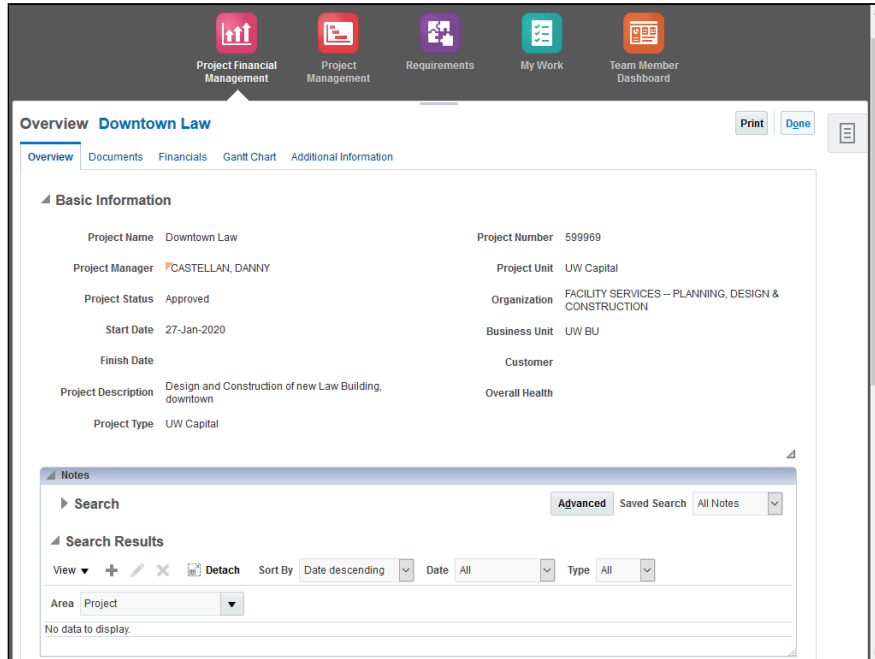 Project Financial Management
Project Management
Requirements
My Work
Team Member Dashboard
Overview Downtown Law
Print Done
Overview Documents Financials Gantt Chart Additional Information
Basic Information
Project Name Downtown Law
Project Manager CASTELLAN, DANNY
Project Status Approved
Start Date 27-Jan-2020
Finish Date
Project Description Design and Construction of new Law Building,
downtown
Project Type UW Capital
Project Number 599969
Project Unit UW Capital
Organization FACILITY SERVICES -- PLANNING, DESIGN &
CONSTRUCTION
Business Unit UW BU
Customer
Overall Health
Notes
Search
Advanced Saved Search All Notes
Search Results
View Detach Sort By Date descending Date All Type All
Area Project
No data to display.